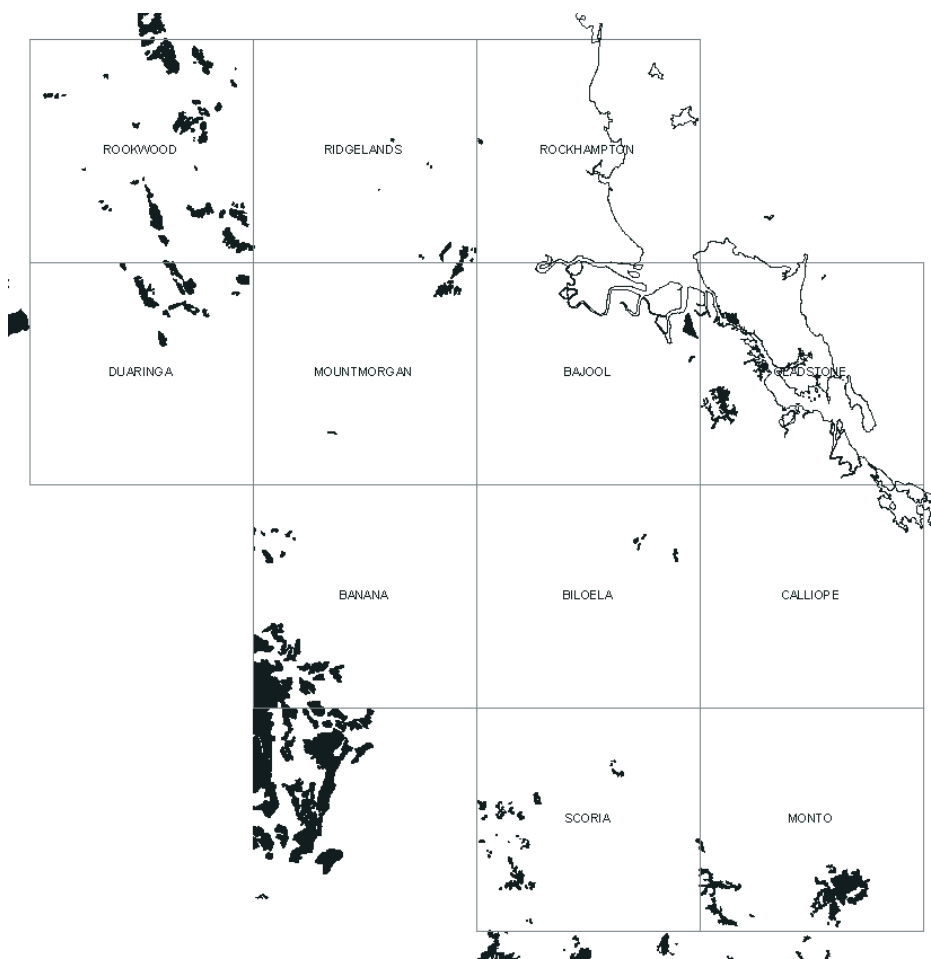 ROOKWOOD
RIDGELANDS
ROCKHAMPTON
DUARINGA
MOUNTMORGAN
BAJOOL
GLADSTONE
BANANA
BILOELA
CALLIOPE
SCORIA
MONTO